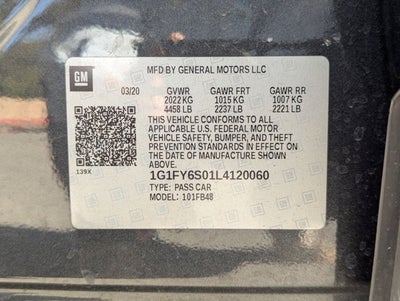 GM
MFD BY GENERAL MOTORS LLC
03/20 GVWR GAWR FRT GAWR RR
2022 KG 1015 KG 1007 KG
4458 LB 2237 LB 2221 LB
THIS VEHICLE CONFORMS TO ALL
APPLICABLE U.S. FEDERAL MOTOR
VEHICLE SAFETY, BUMPER, AND THEFT
PREVENTION STANDARDS IN EFFECT ON
THE DATE OF MANUFACTURE SHOWN
ABOVE.
139X
1G1FY6S01L4120060
TYPE: PASS CAR
MODEL: 101FB48